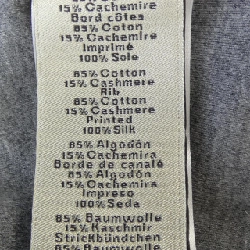 15% Cachemire
Bord côtes
85% Coton
15% Cachemire
Imprimé
100% Soie
85% Cotton
15% Cashmere
Rib
85% Cotton
15% Cashmere
Printed
100% Silk
85% Algodón
15% Cachemira
Borde de canalé
85% Algodón
15% Cachemira
Impreso
100% Seda
85% Baumwolle
15% Kaschmir
Strickbündchen
85% Baumwolle